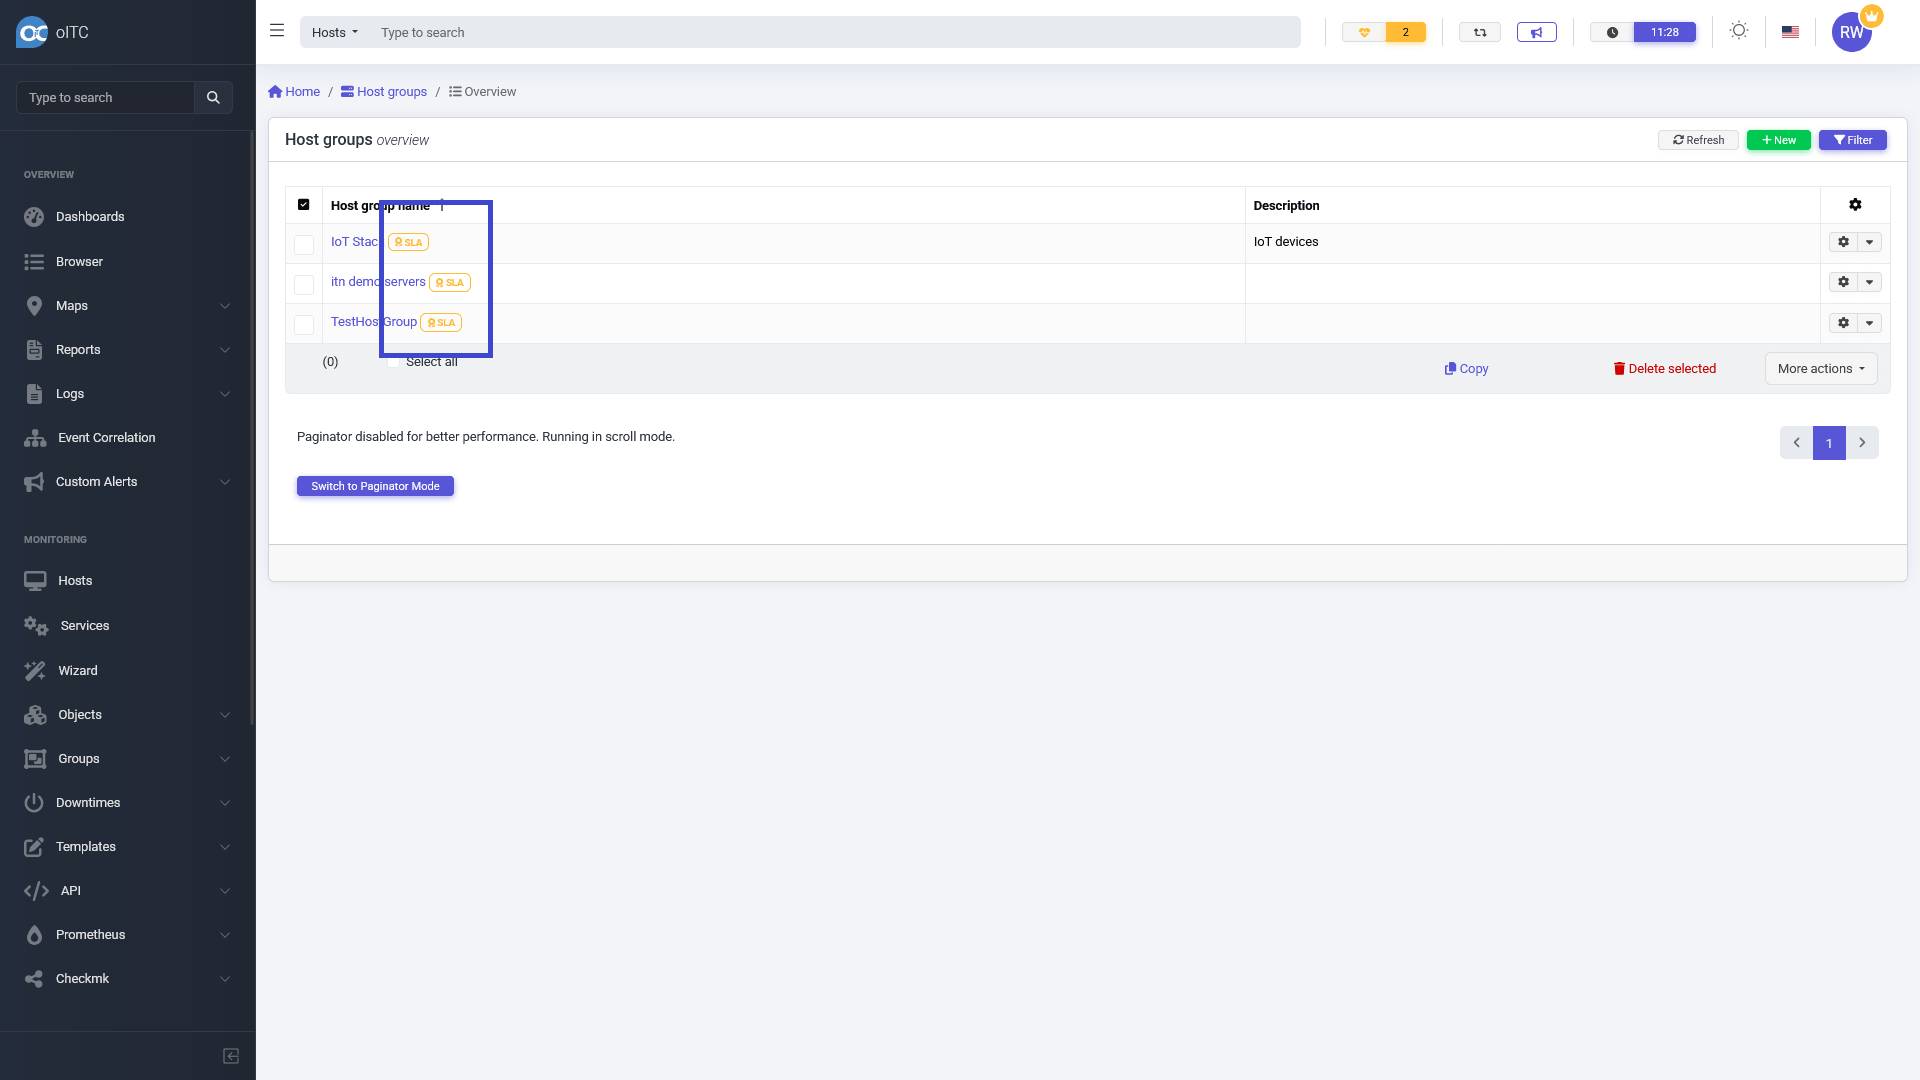 oITC
Hosts
Type to search
2
11:28
RW
Type to search
Home / Host groups / Overview
Host groups overview
Refresh
New
Filter
OVERVIEW
Dashboards
Browser
Maps
Reports
Logs
Event Correlation
Custom Alerts
MONITORING
Hosts
Services
Wizard
Objects
Groups
Downtimes
Templates
API
Prometheus
Checkmk
Host group name
Description
IoT Stac SLA
IoT devices
itn demo servers SLA
TestHost Group SLA
(0)
Select all
Copy
Delete selected
More actions
Paginator disabled for better performance. Running in scroll mode.
1
Switch to Paginator Mode